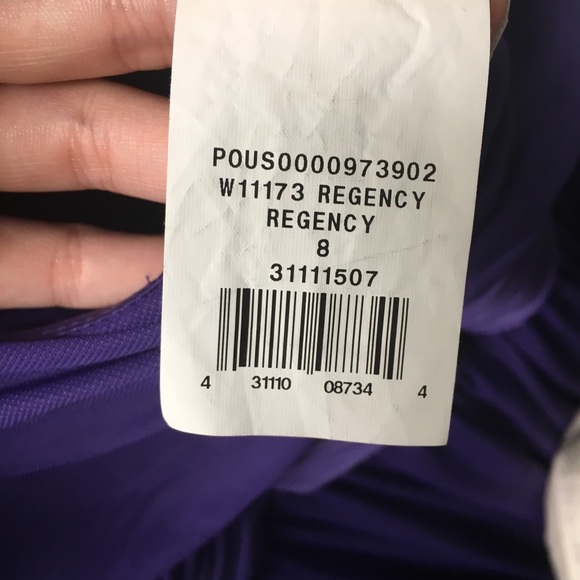 POUS0000973902
W11173 REGENCY
REGENCY
8
31111507
4 31110 08734 4